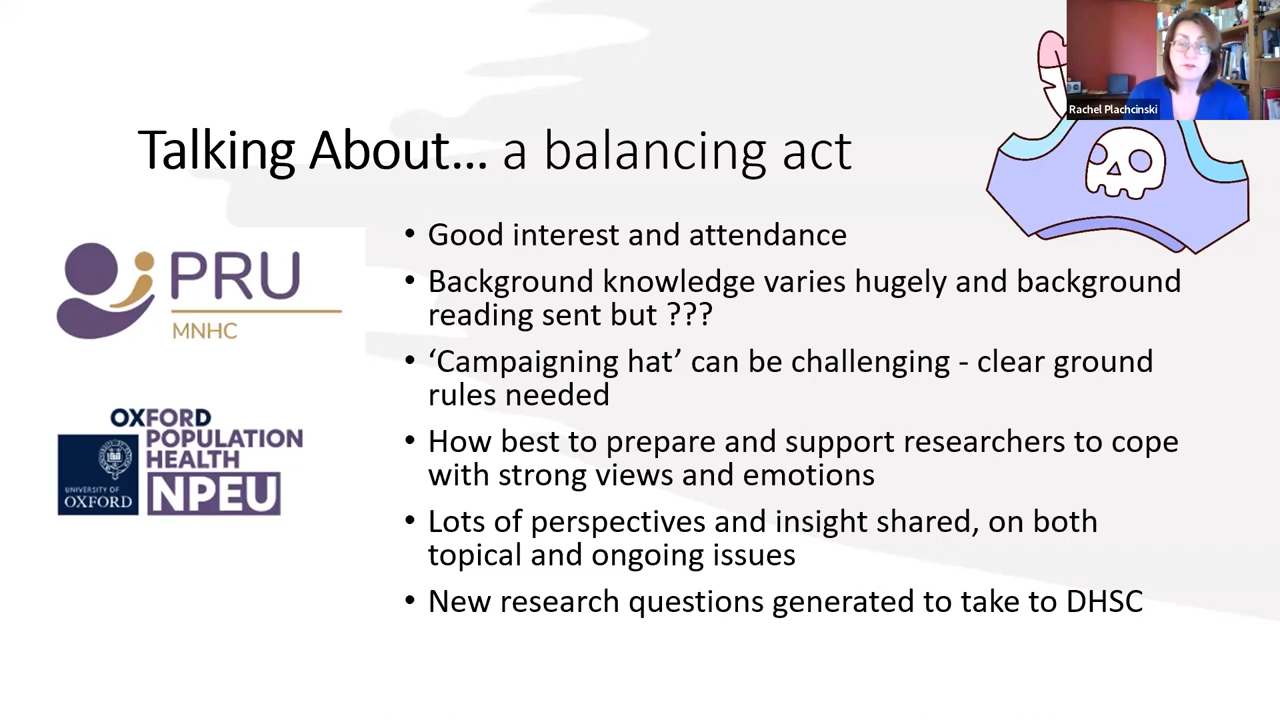 Rachel Plachcinski
Talking About... a balancing act
PRU
MNHC
OXFORD
POPULATION
HEALTH
NPEU
UNIVERSITY OF
OXFORD
• Good interest and attendance
• Background knowledge varies hugely and background
reading sent but ???
• ‘Campaigning hat’ can be challenging - clear ground
rules needed
• How best to prepare and support researchers to cope
with strong views and emotions
• Lots of perspectives and insight shared, on both
topical and ongoing issues
• New research questions generated to take to DHSC